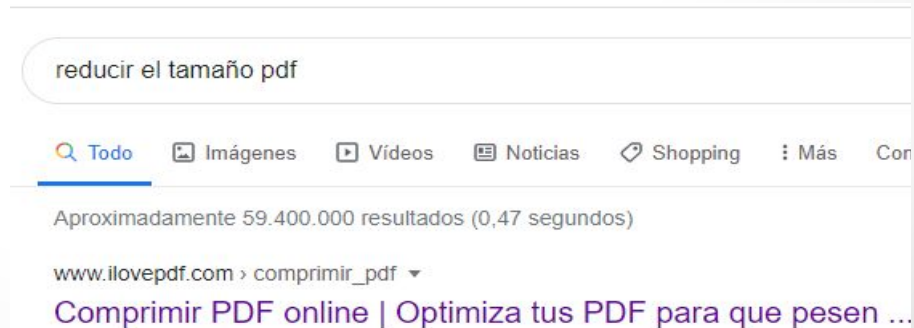 reducir el tamaño pdf
Todo Imágenes Vídeos Noticias Shopping Más Con
Aproximadamente 59.400.000 resultados (0,47 segundos)
www.ilovepdf.com › comprimir_pdf
Comprimir PDF online | Optimiza tus PDF para que pesen ...